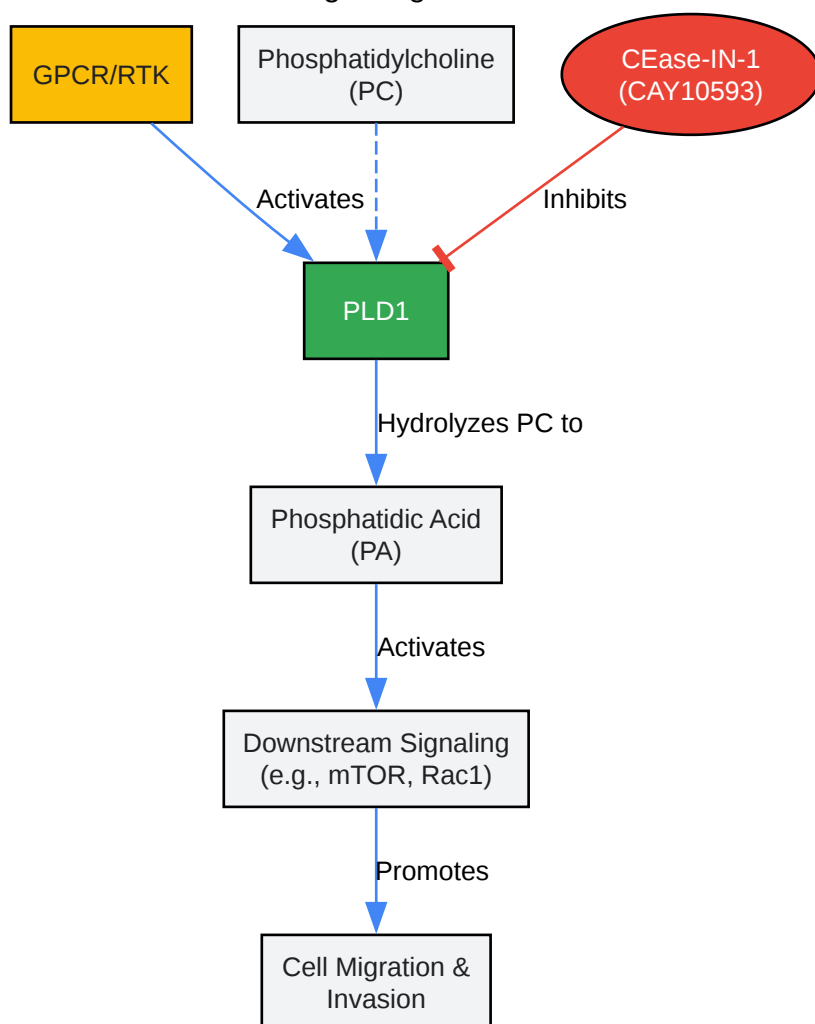 GPCR/RTK
Phosphatidylcholine
(PC)
CEase-IN-1
(CAY10593)
Activates
Inhibits
PLD1
Hydrolyzes PC to
Phosphatidic Acid
(PA)
Activates
Downstream Signaling
(e.g., mTOR, Rac1)
Promotes
Cell Migration &
Invasion